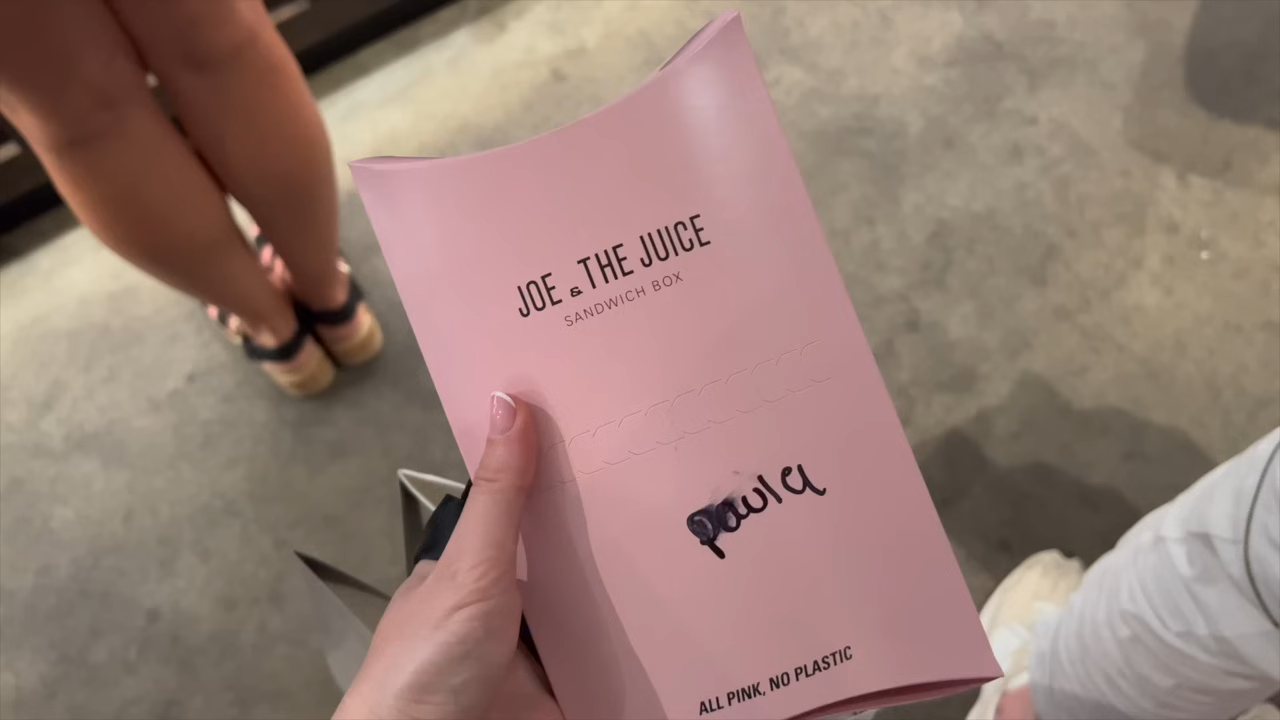 JOE & THE JUICE
SANDWICH BOX
paula
ALL PINK, NO PLASTIC